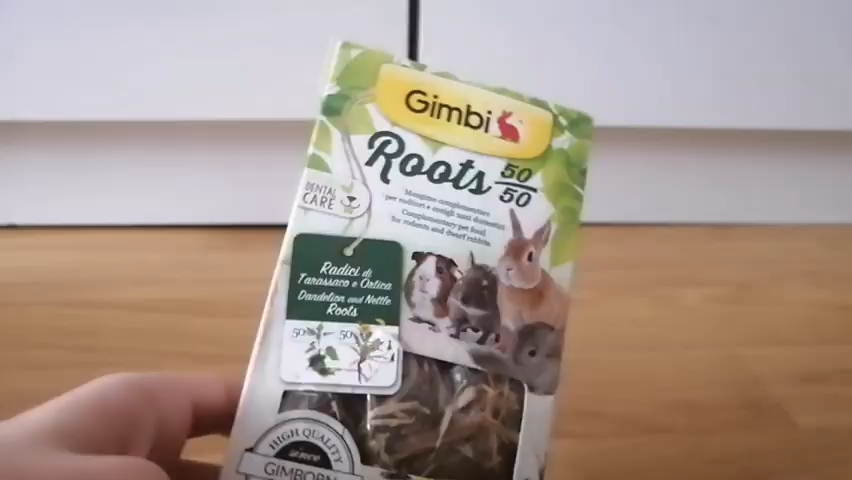 Gimbi
Roots 50/50
DENTAL
CARE
Mangime complementare
per roditori e conigli nani domestici
Complementary pet food
for rodents and dwarf rabbits
Radici di
Tarassaco e Ortica
Dandelion and Nettle
Roots
50 50
HIGH QUALITY
since
GIMBORN